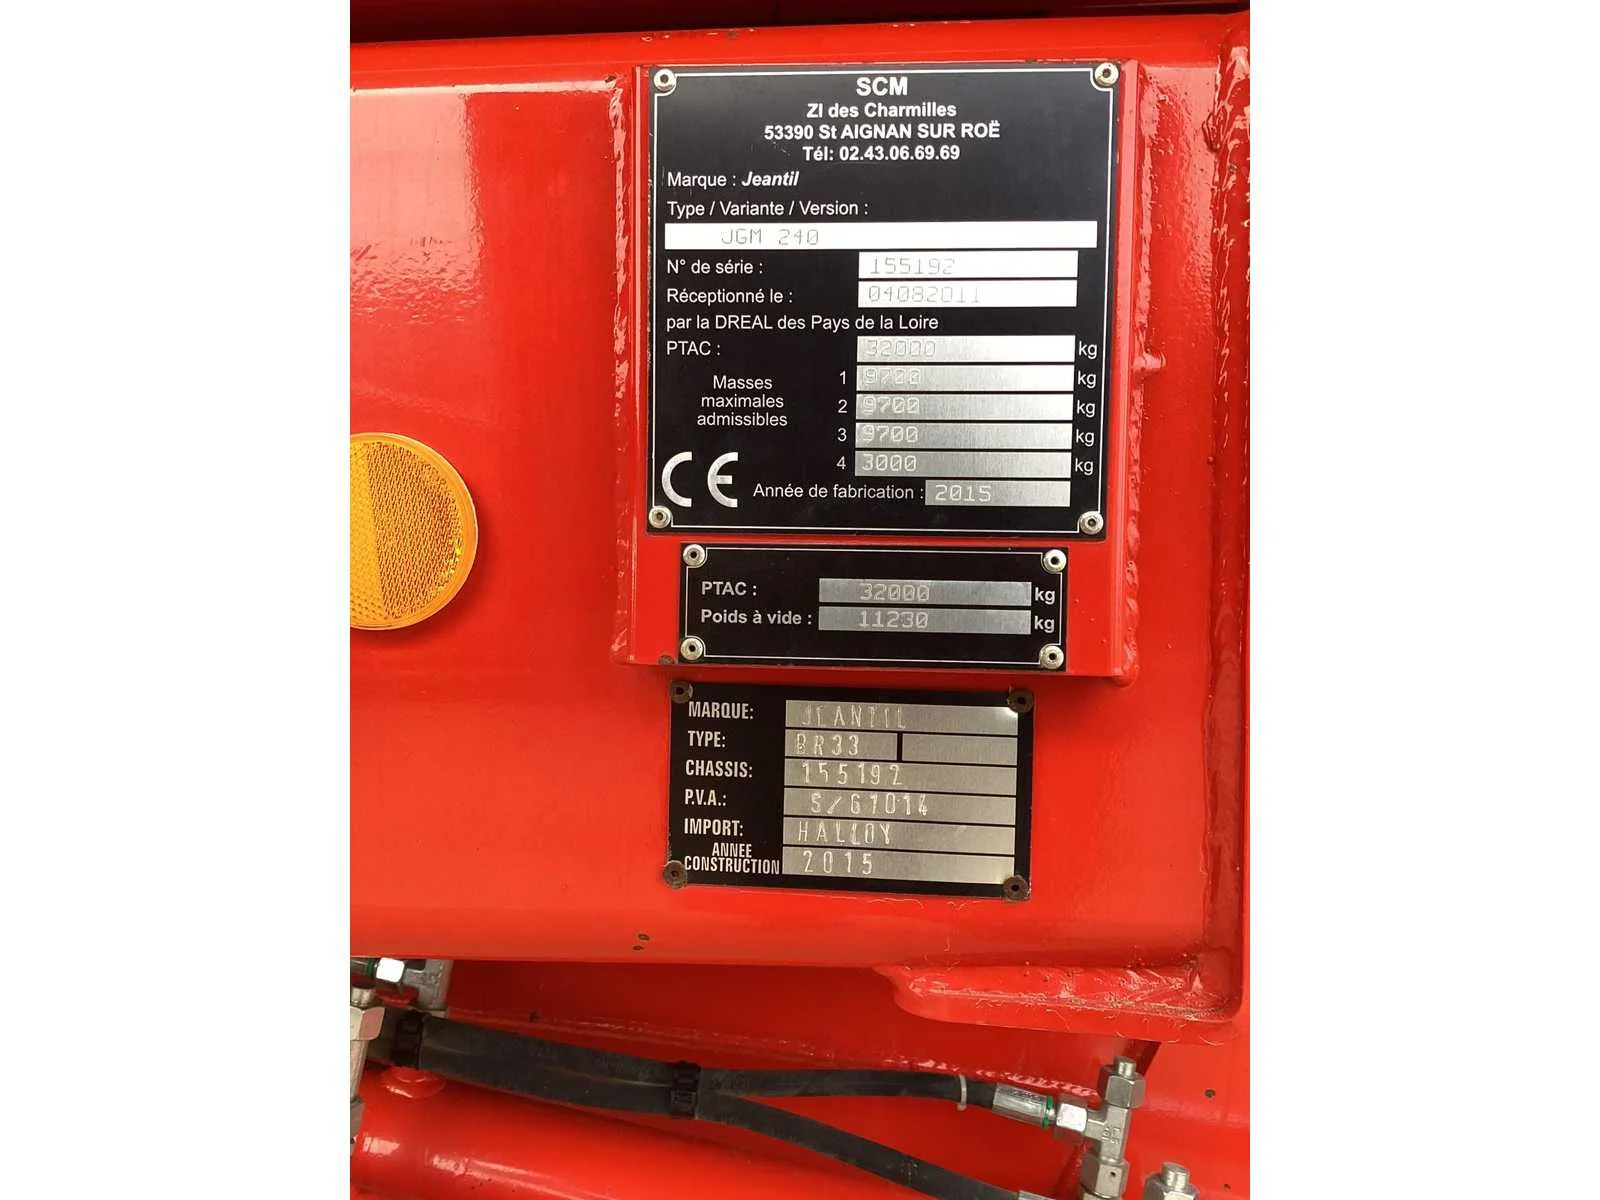 SCM
ZI des Charmilles
53390 St AIGNAN SUR ROË
Tél: 02.43.06.69.69
Marque : Jeantil
Type / Variante / Version :
JGM 240
N° de série : 155192
Réceptionné le : 04082011
par la DREAL des Pays de la Loire
PTAC : 32000 kg
Masses maximales admissibles
1 9700 kg
2 9700 kg
3 9700 kg
4 3000 kg
CE Année de fabrication : 2015
PTAC : 32000 kg
Poids à vide : 11230 kg
MARQUE: JEANTIL
TYPE: BR33
CHASSIS: 155192
P.V.A.: S/61014
IMPORT: HALLOY
ANNEE
CONSTRUCTION 2015